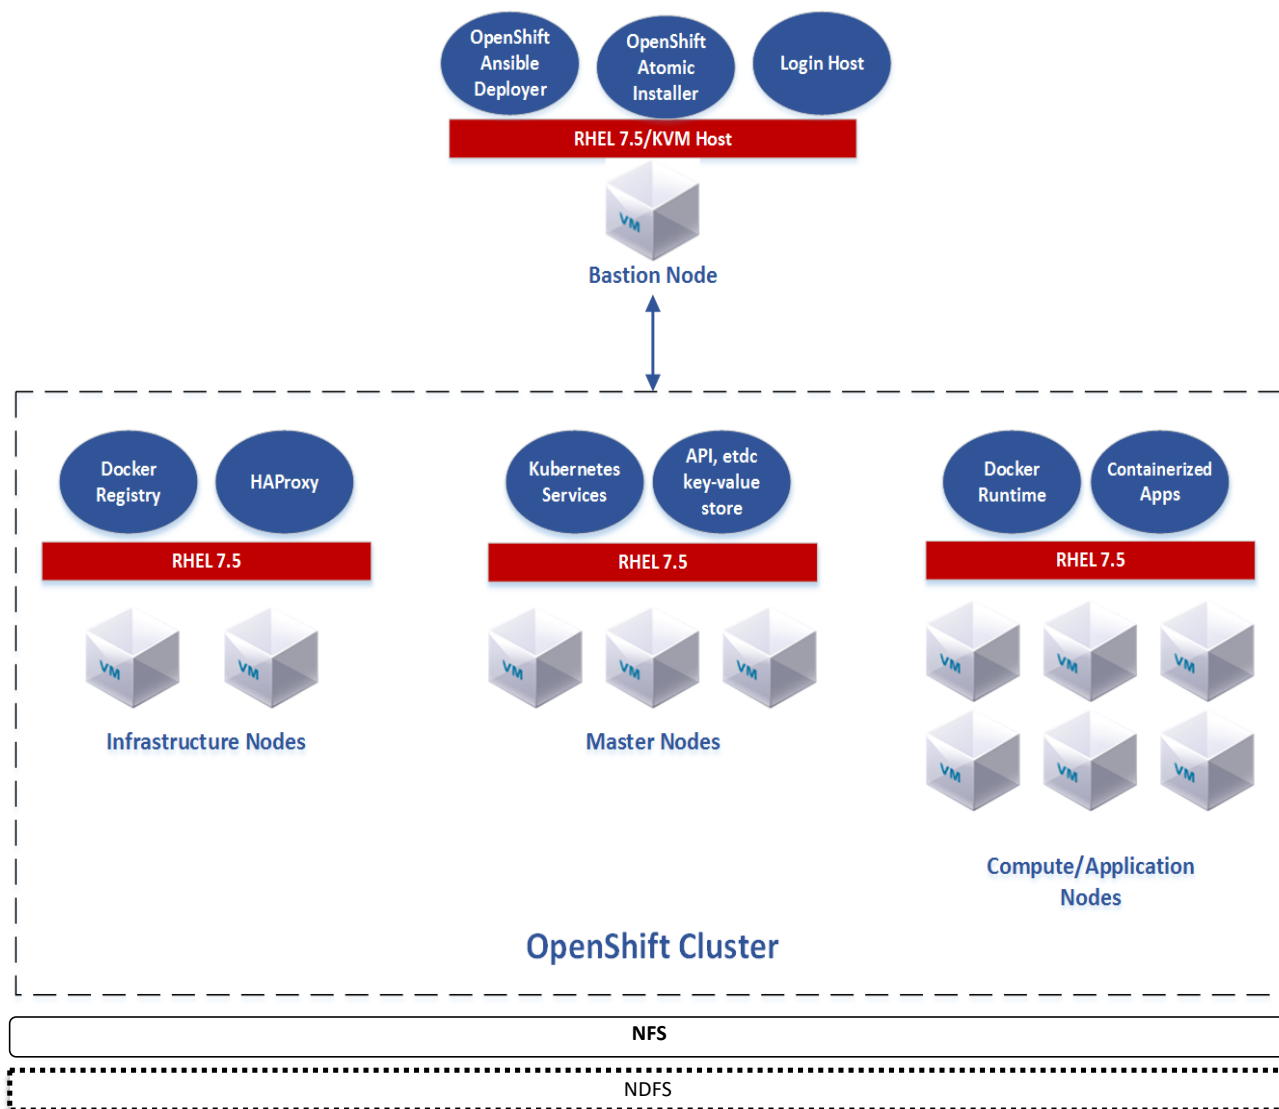 OpenShift
Ansible
Deployer
OpenShift
Atomic
Installer
Login Host
RHEL 7.5/KVM Host
VM
Bastion Node
Docker
Registry
HAProxy
Kubernetes
Services
API, etdc
key-value
store
Docker
Runtime
Containerized
Apps
RHEL 7.5
RHEL 7.5
RHEL 7.5
VM
VM
VM
VM
VM
VM
VM
VM
Infrastructure Nodes
Master Nodes
VM
VM
VM
Compute/Application
Nodes
OpenShift Cluster
NFS
NDFS